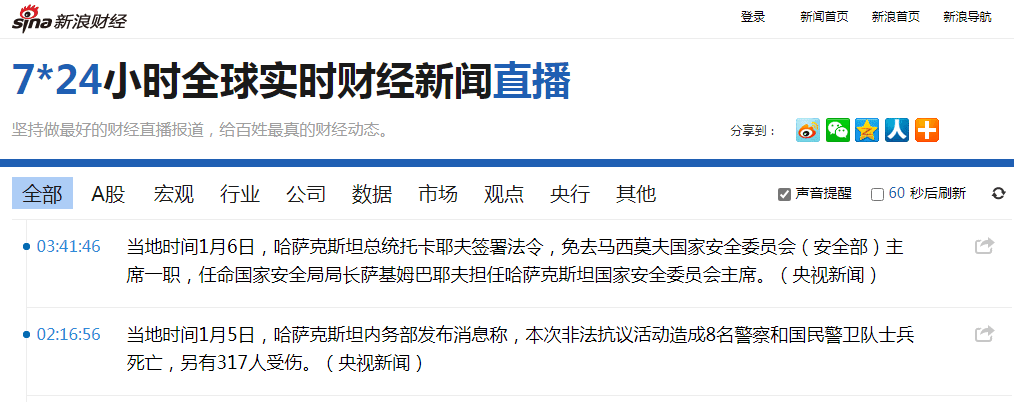 sina新浪财经 登录 新闻首页 新浪首页 新浪导航
7*24小时全球实时财经新闻直播
坚持做最好的财经直播报道，给百姓最真的财经动态。 分享到：
全部 A股 宏观 行业 公司 数据 市场 观点 央行 其他 声音提醒 60 秒后刷新
03:41:46 当地时间1月6日，哈萨克斯坦总统托卡耶夫签署法令，免去马西莫夫国家安全委员会（安全部）主
席一职，任命国家安全局局长萨基姆巴耶夫担任哈萨克斯坦国家安全委员会主席。（央视新闻）
02:16:56 当地时间1月5日，哈萨克斯坦内务部发布消息称，本次非法抗议活动造成8名警察和国民警卫队士兵
死亡，另有317人受伤。（央视新闻）